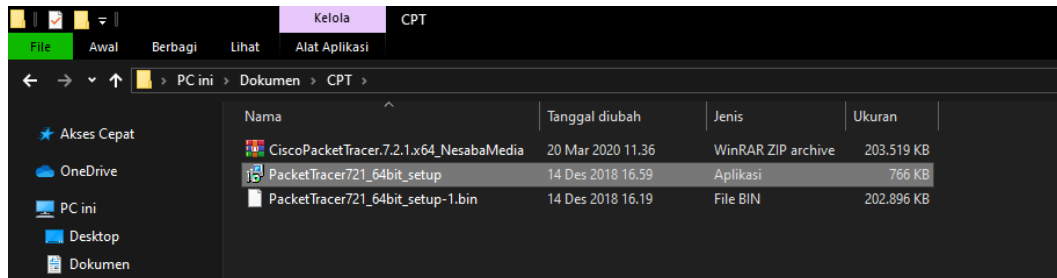 Kelola CPT
File Awal Berbagi Lihat Alat Aplikasi
PC ini > Dokumen > CPT >
Nama Tanggal diubah Jenis Ukuran
Akses Cepat
CiscoPacketTracer.7.2.1.x64_NesabaMedia 20 Mar 2020 11.36 WinRAR ZIP archive 203.519 KB
OneDrive
PacketTracer721_64bit_setup 14 Des 2018 16.59 Aplikasi 766 KB
PC ini
PacketTracer721_64bit_setup-1.bin 14 Des 2018 16.19 File BIN 202.896 KB
Desktop
Dokumen